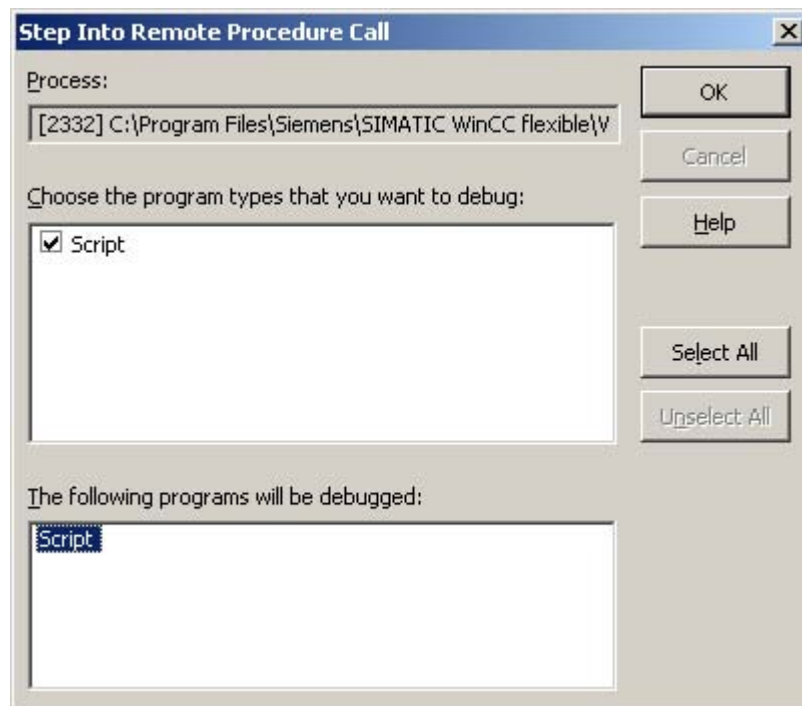 Step Into Remote Procedure Call
Process:
[2332] C:\Program Files\Siemens\SIMATIC WinCC flexible\V
Choose the program types that you want to debug:
Script
The following programs will be debugged:
Script
OK
Cancel
Help
Select All
Unselect All